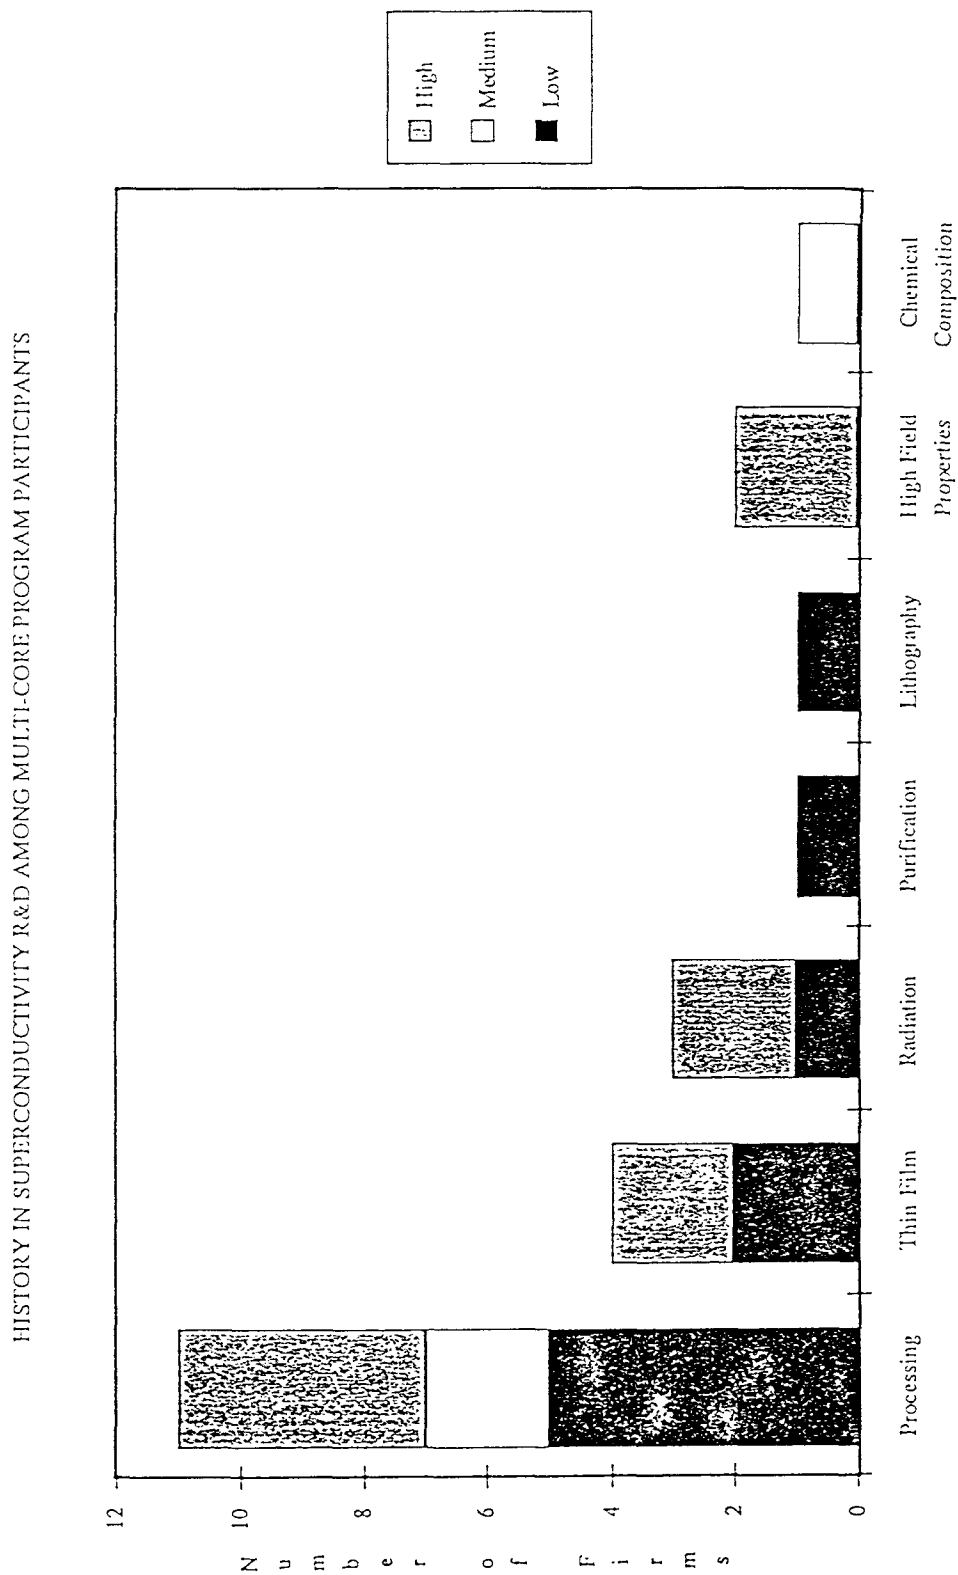 HISTORY IN SUPERCONDUCTIVITY R&D AMONG MULTI-CORE PROGRAM PARTICIPANTS
Number of Firms
12
10
8
6
4
2
0
Processing
Thin Film
Radiation
Purification
Lithography
High Field
Properties
Chemical
Composition
High
Medium
Low